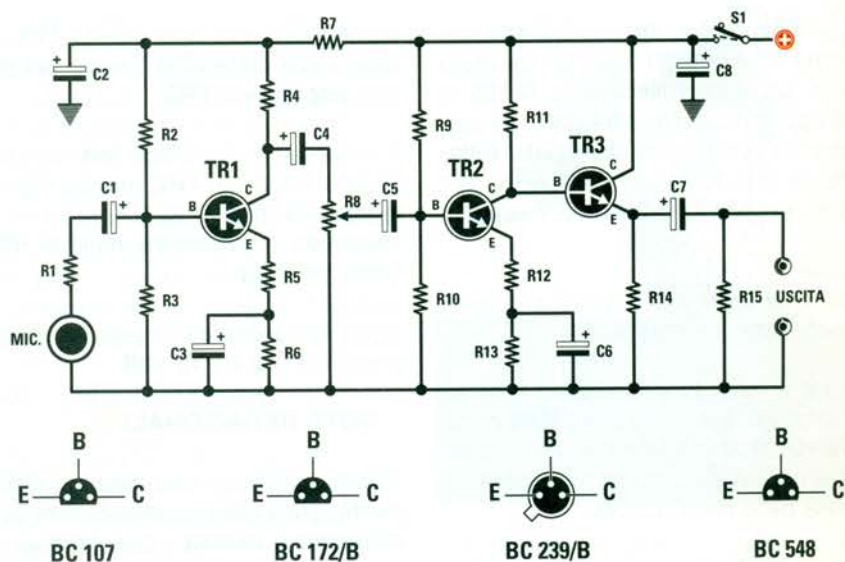 R7
S1
C2
C8
R2
R4
R9
R11
C4
TR1
TR2
TR3
C1
C
C5
C
C
C7
B
R8
B
B
E
E
E
R1
R5
R12
R3
R10
R14
R15
USCITA
MIC.
C3
R6
R13
C6
B
B
B
B
E
C
E
C
E
C
E
C
BC 107
BC 172/B
BC 239/B
BC 548